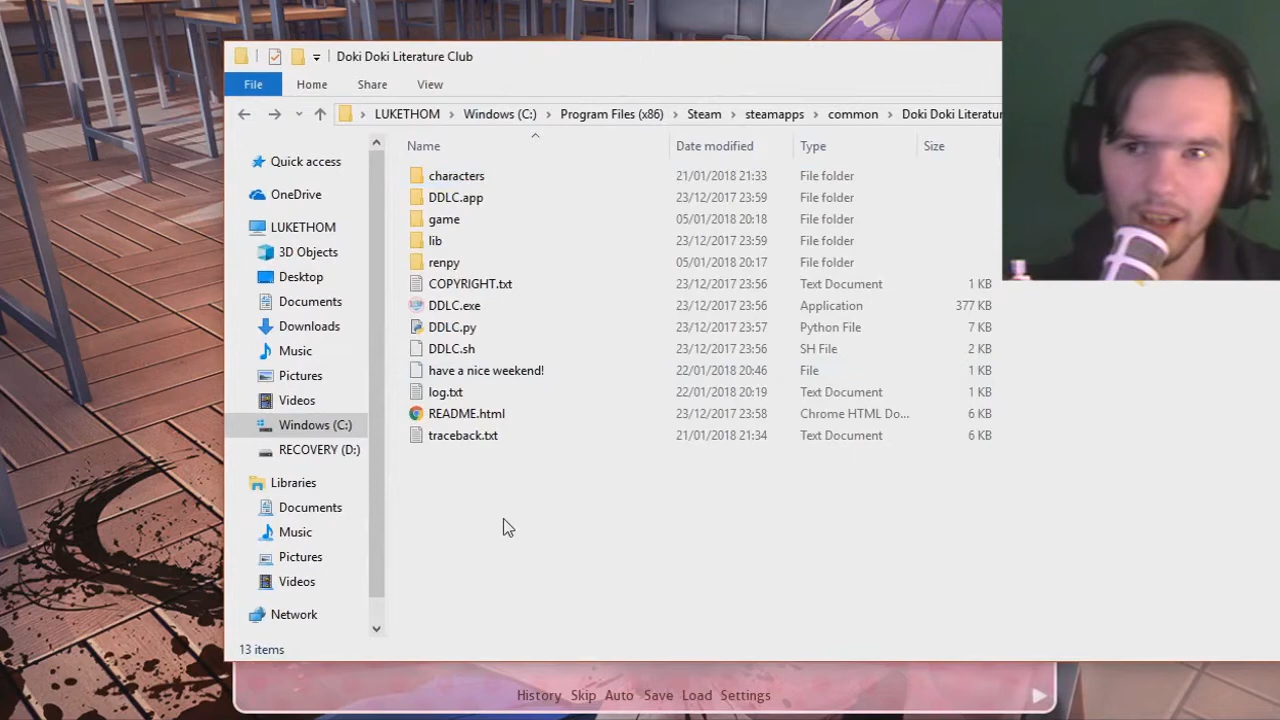 Doki Doki Literature Club
File Home Share View
LUKETHOM Windows (C:) Program Files (x86) Steam steamapps common Doki Doki Literatur
Name Date modified Type Size
Quick access
OneDrive
LUKETHOM
3D Objects
Desktop
Documents
Downloads
Music
Pictures
Videos
Windows (C:)
RECOVERY (D:)
Libraries
Documents
Music
Pictures
Videos
Network
characters 21/01/2018 21:33 File folder
DDLC.app 23/12/2017 23:59 File folder
game 05/01/2018 20:18 File folder
lib 23/12/2017 23:59 File folder
renpy 05/01/2018 20:17 File folder
COPYRIGHT.txt 23/12/2017 23:56 Text Document 1 KB
DDLC.exe 23/12/2017 23:56 Application 377 KB
DDLC.py 23/12/2017 23:57 Python File 7 KB
DDLC.sh 23/12/2017 23:56 SH File 2 KB
have a nice weekend! 22/01/2018 20:46 File 1 KB
log.txt 22/01/2018 20:19 Text Document 1 KB
README.html 23/12/2017 23:58 Chrome HTML Do... 6 KB
traceback.txt 21/01/2018 21:34 Text Document 6 KB
13 items
History Skip Auto Save Load Settings